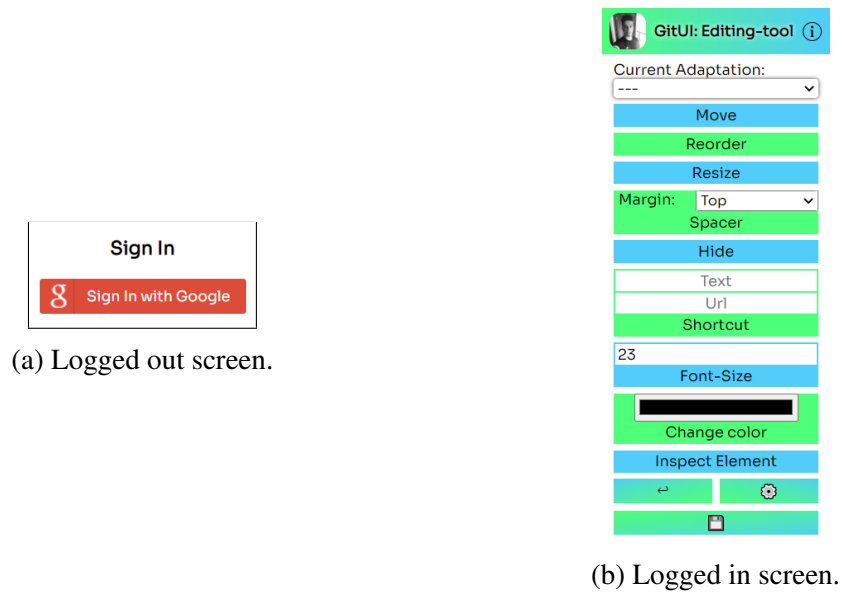 Sign In
g Sign In with Google
(a) Logged out screen.
GitUI: Editing-tool i
Current Adaptation:
---
Move
Reorder
Resize
Margin: Top
Spacer
Hide
Text
Url
Shortcut
23
Font-Size
Change color
Inspect Element
(b) Logged in screen.